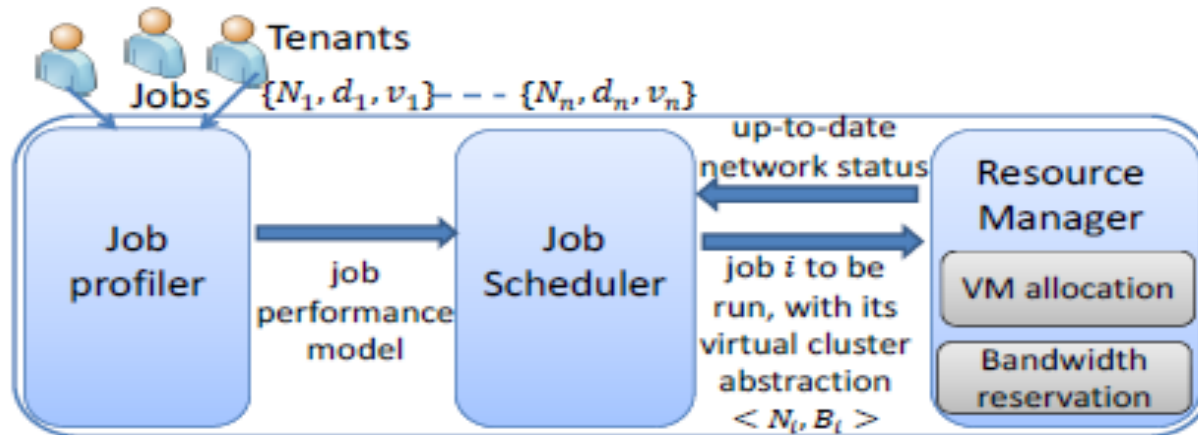 Tenants
Jobs
{N₁, d₁, v₁} --- {Nₙ, dₙ, vₙ}
Job
profiler
job
performance
model
Job
Scheduler
up-to-date
network status
job i to be
run, with its
virtual cluster
abstraction
< Nᵢ, Bᵢ >
Resource
Manager
VM allocation
Bandwidth
reservation